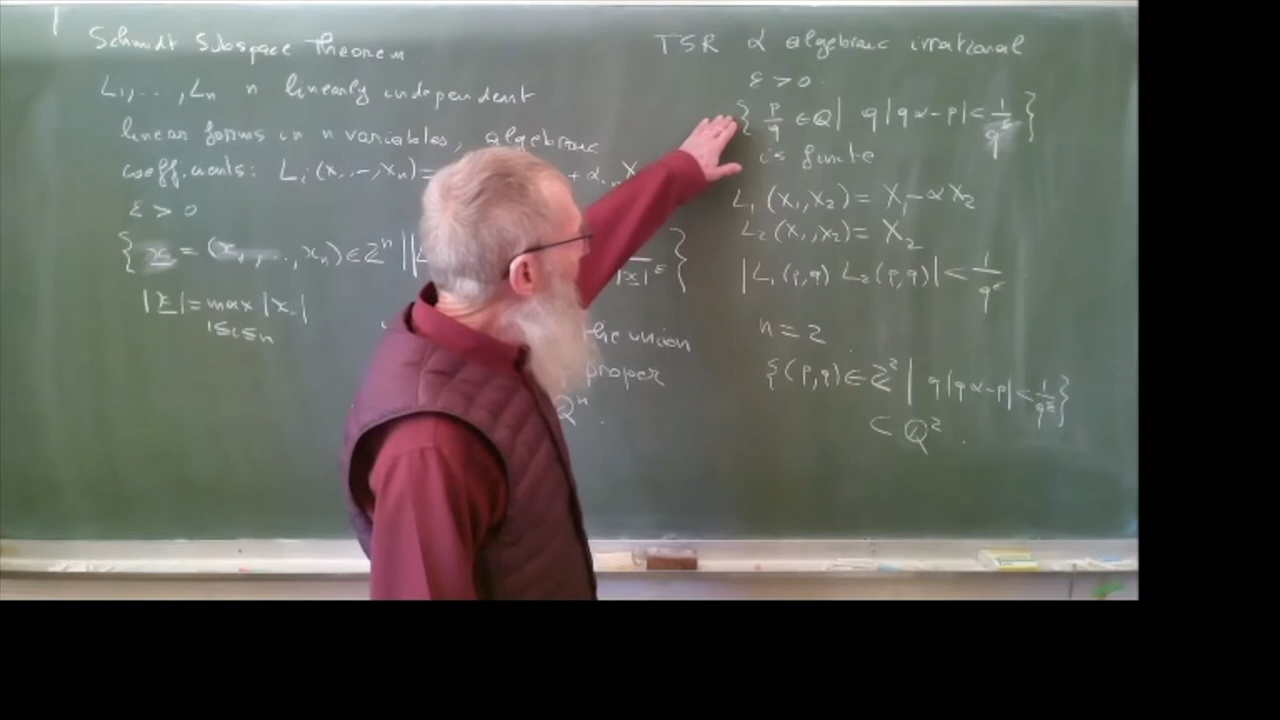 Schmidt Subspace Theorem
L₁, ..., Lₙ n linearly independent
linear forms in n variables, algebraic
coefficients: Lᵢ(X₁, ..., Xₙ) =
ε > 0
{x = (x₁, ..., xₙ) ∈ ℤⁿ | |L
|x|^ε }
|x| = max |xᵢ|
1≤i≤n
the union
proper
ℚⁿ.
TSR α algebraic irrational
ε > 0
{ p/q ∈ ℚ | q|qα-p| < 1/q^ε }
is finite
L₁(X₁,X₂) = X₁-αX₂
L₂(X₁,X₂) = X₂
|L₁(p,q) L₂(p,q)| < 1/q^ε
n = 2
{(p,q) ∈ ℤ² | q|qα-p| < 1/q^ε}
⊂ ℚ².